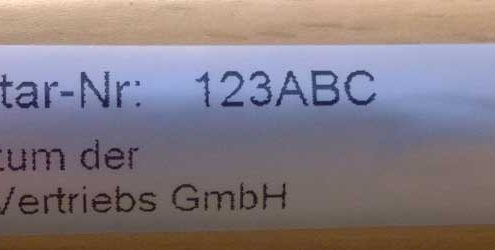 tar-Nr: 123ABC
tum der
Vertriebs GmbH